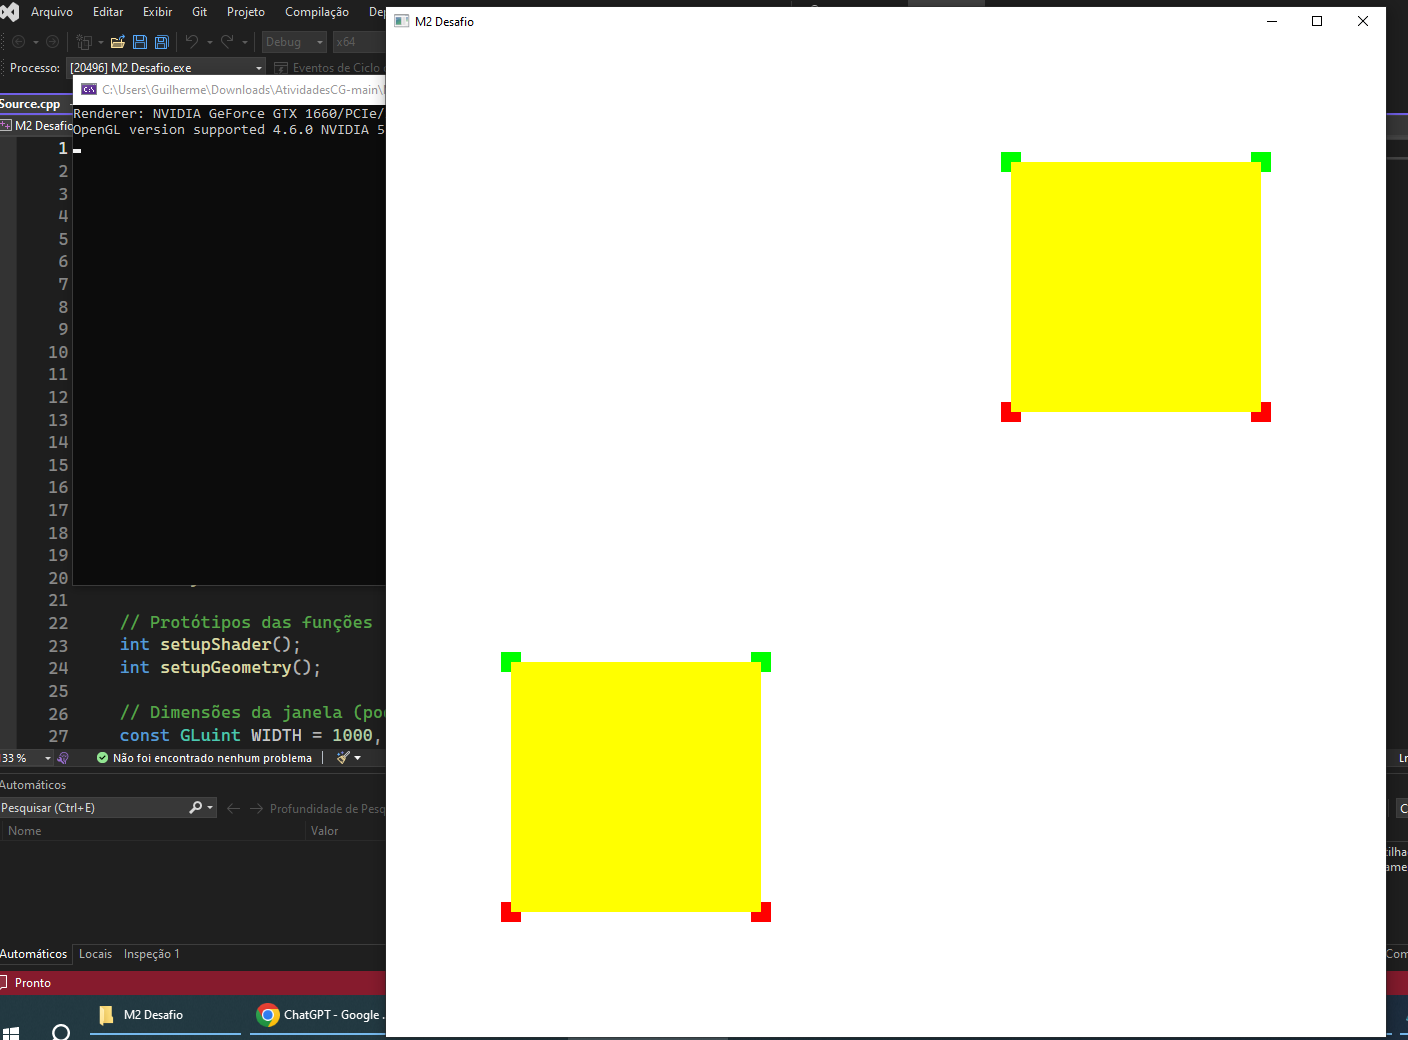 Arquivo Editar Exibir Git Projeto Compilação
M2 Desafio
Debug x64
Processo: [20496] M2 Desafio.exe Eventos de Ciclo
C:\Users\Guilherme\Downloads\AtividadesCG-main\
Source.cpp
Renderer: NVIDIA GeForce GTX 1660/PCIe/
M2 Desafio
OpenGL version supported 4.6.0 NVIDIA 5
1
2
3
4
5
6
7
8
9
10
11
12
13
14
15
16
17
18
19
20
21
22 // Protótipos das funções
23 int setupShader();
24 int setupGeometry();
25
26 // Dimensões da janela (po
27 const GLuint WIDTH = 1000,
33 % Não foi encontrado nenhum problema
Automáticos
Pesquisar (Ctrl+E) Profundidade de Pesq
Nome Valor
Automáticos Locais Inspeção 1
Pronto
M2 Desafio ChatGPT - Google